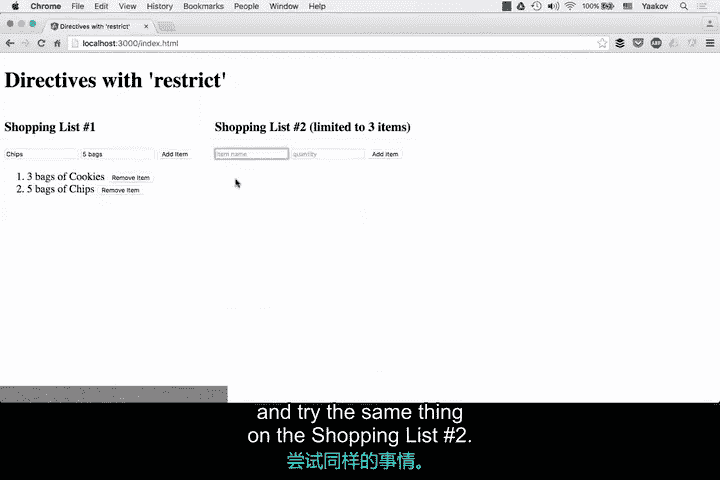 Chrome File Edit View History Bookmarks People Window Help 100% Yaakov
Directives with 'restrict'
localhost:3000/index.html
Directives with 'restrict'
Shopping List #1 Shopping List #2 (limited to 3 items)
Chips 5 bags Add Item item name quantity Add Item
1. 3 bags of Cookies Remove Item
2. 5 bags of Chips Remove Item
and try the same thing
on the Shopping List #2.
尝试同样的事情。